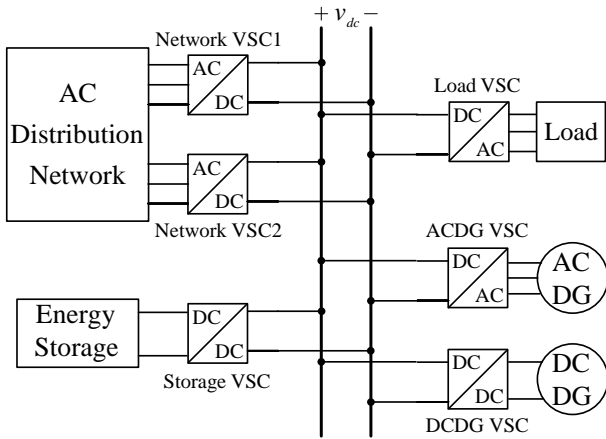 + v_dc −
Network VSC1
AC
DC
AC
Distribution
Network
AC
DC
Network VSC2
Energy
Storage
DC
DC
Storage VSC
Load VSC
DC
AC
Load
ACDG VSC
DC
AC
AC
DG
DC
DC
DC
DG
DCDG VSC